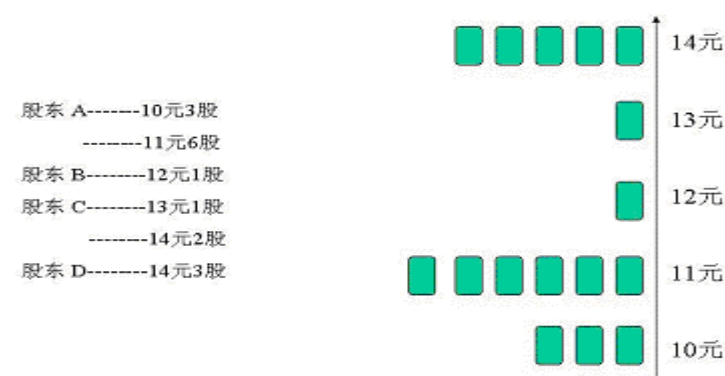 股东 A-------10元3股
--------11元6股
股东 B--------12元1股
股东 C--------13元1股
--------14元2股
股东 D--------14元3股
14元
13元
12元
11元
10元